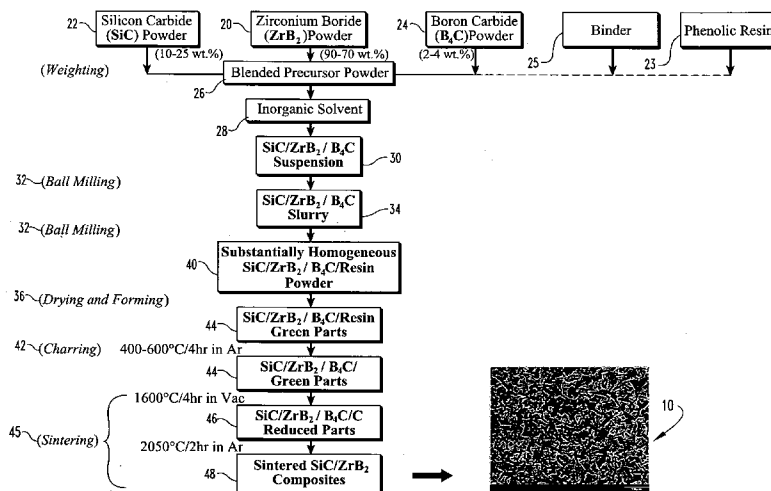 22
Silicon Carbide
(SiC) Powder
20
Zirconium Boride
(ZrB2)Powder
24
Boron Carbide
(B4C)Powder
Binder
25
Phenolic Resin
23
(10-25 wt.%)
(90-70 wt.%)
(2-4 wt.%)
(Weighting)
Blended Precursor Powder
26
Inorganic Solvent
28
SiC/ZrB2 / B4C
Suspension
30
32 (Ball Milling)
SiC/ZrB2 / B4C
Slurry
34
32 (Ball Milling)
Substantially Homogeneous
SiC/ZrB2 / B4C/Resin
Powder
40
36 (Drying and Forming)
SiC/ZrB2 / B4C/Resin
Green Parts
44
42 (Charring)
400-600°C/4hr in Ar
SiC/ZrB2 / B4C/
Green Parts
44
1600°C/4hr in Vac
SiC/ZrB2 / B4C/C
Reduced Parts
46
45 (Sintering)
2050°C/2hr in Ar
Sintered SiC/ZrB2
Composites
48
10